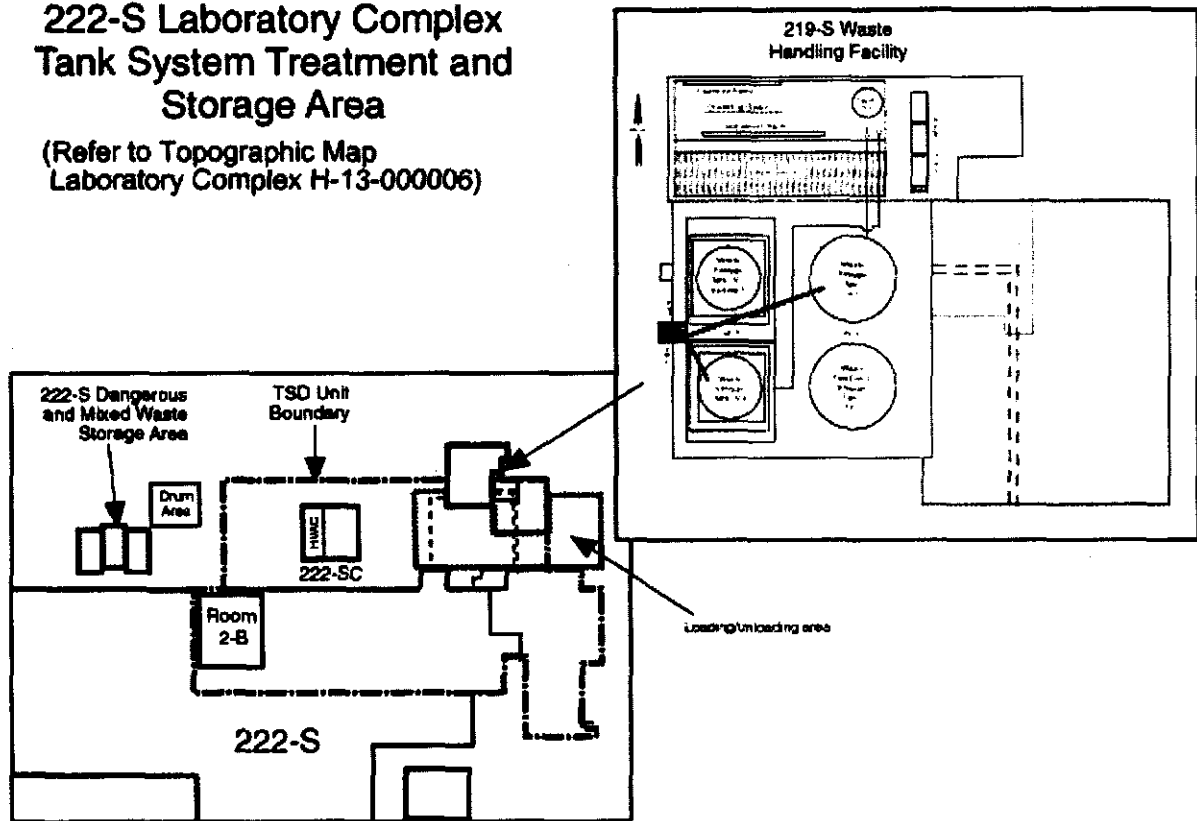 222-S Laboratory Complex
Tank System Treatment and
Storage Area
(Refer to Topographic Map
Laboratory Complex H-13-000006)
219-S Waste
Handling Facility
222-S Dangerous
and Mixed Waste
Storage Area
TSD Unit
Boundary
Drum
Area
HVAC
222-SC
Room
2-B
Loading/unloading area
222-S